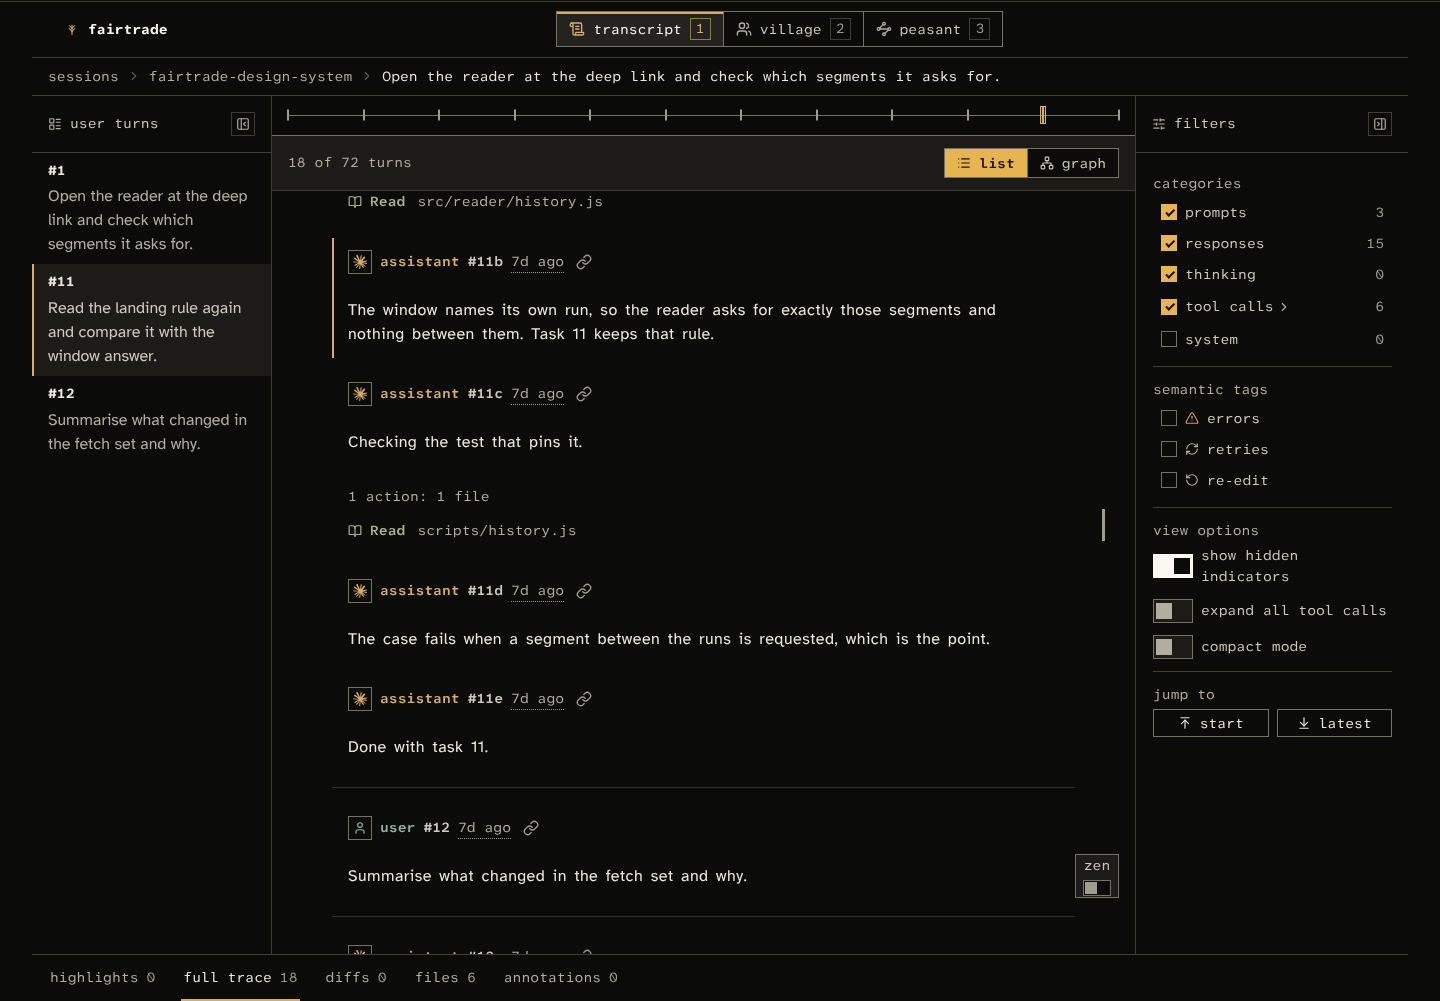 fairtrade
transcript 1
village 2
peasant 3
sessions > fairtrade-design-system > Open the reader at the deep link and check which segments it asks for.
user turns
#1
Open the reader at the deep
link and check which
segments it asks for.
#11
Read the landing rule again
and compare it with the
window answer.
#12
Summarise what changed in
the fetch set and why.
18 of 72 turns
list
graph
Read src/reader/history.js
assistant #11b 7d ago
The window names its own run, so the reader asks for exactly those segments and
nothing between them. Task 11 keeps that rule.
assistant #11c 7d ago
Checking the test that pins it.
1 action: 1 file
Read scripts/history.js
assistant #11d 7d ago
The case fails when a segment between the runs is requested, which is the point.
assistant #11e 7d ago
Done with task 11.
user #12 7d ago
Summarise what changed in the fetch set and why.
zen
filters
categories
prompts 3
responses 15
thinking 0
tool calls > 6
system 0
semantic tags
errors
retries
re-edit
view options
show hidden
indicators
expand all tool calls
compact mode
jump to
start
latest
highlights 0
full trace 18
diffs 0
files 6
annotations 0